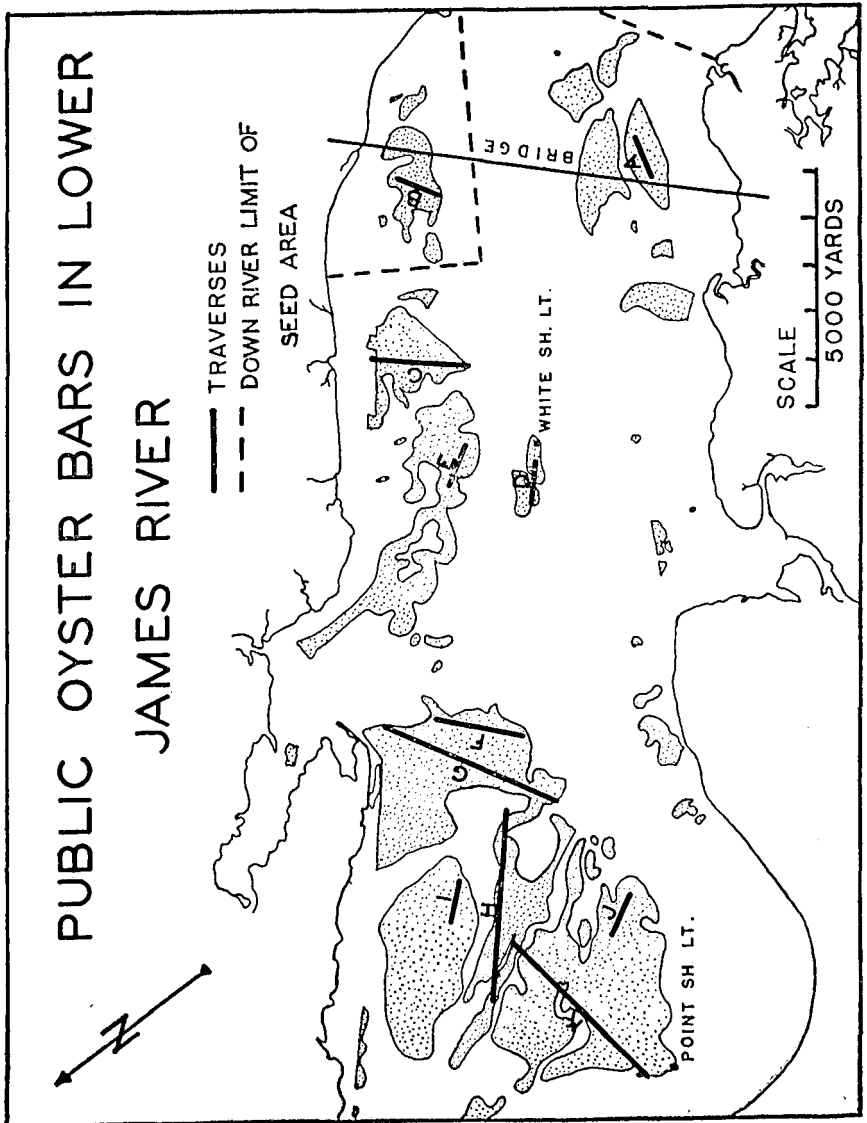 PUBLIC OYSTER BARS IN LOWER
JAMES RIVER
TRAVERSES
DOWN RIVER LIMIT OF
SEED AREA
N
BRIDGE
A
B
C
D
E
F
G
H
I
J
K
WHITE SH. LT.
POINT SH. LT.
SCALE
5000 YARDS